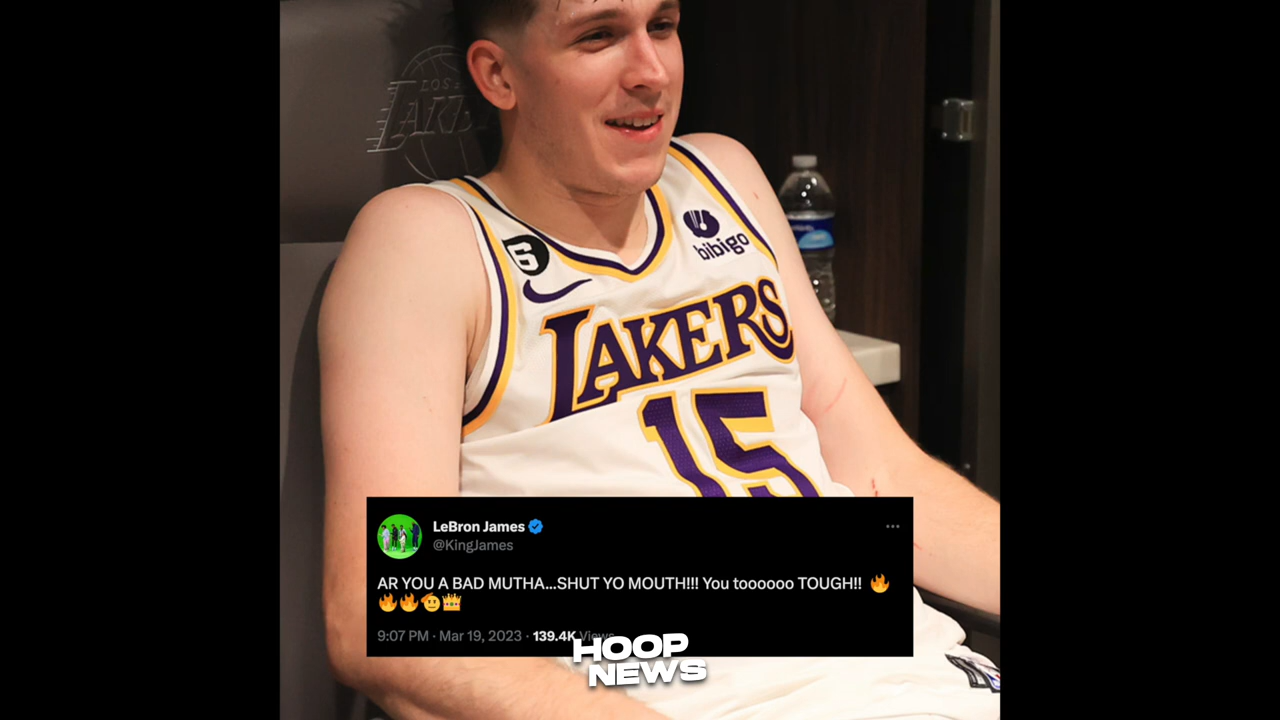 LOS
LAKE
6
bibigo
LAKERS
15
LeBron James
@KingJames
AR YOU A BAD MUTHA...SHUT YO MOUTH!!! You toooooo TOUGH!! 🔥
🔥🔥🫡👑
9:07 PM · Mar 19, 2023 · 139.4K Views
HOOP
NEWS